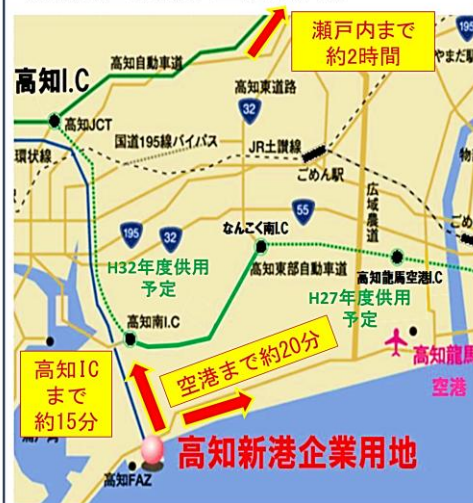 瀬戸内まで
約2時間
195
やまだ駅
高知自動車道
高知I.C
高知東部道路
32
高知JCT
国道195線バイパス
JR土讃線
環状線
ごめん駅
広域農道
55
195
32
なんこく南I.C
H32年度供用
予定
高知東部自動車道
高知龍馬空港I.C
H27年度供用
予定
高知南I.C
空港まで約20分
高知IC
まで
約15分
高知龍馬
空港
高知新港企業用地
高知FAZ